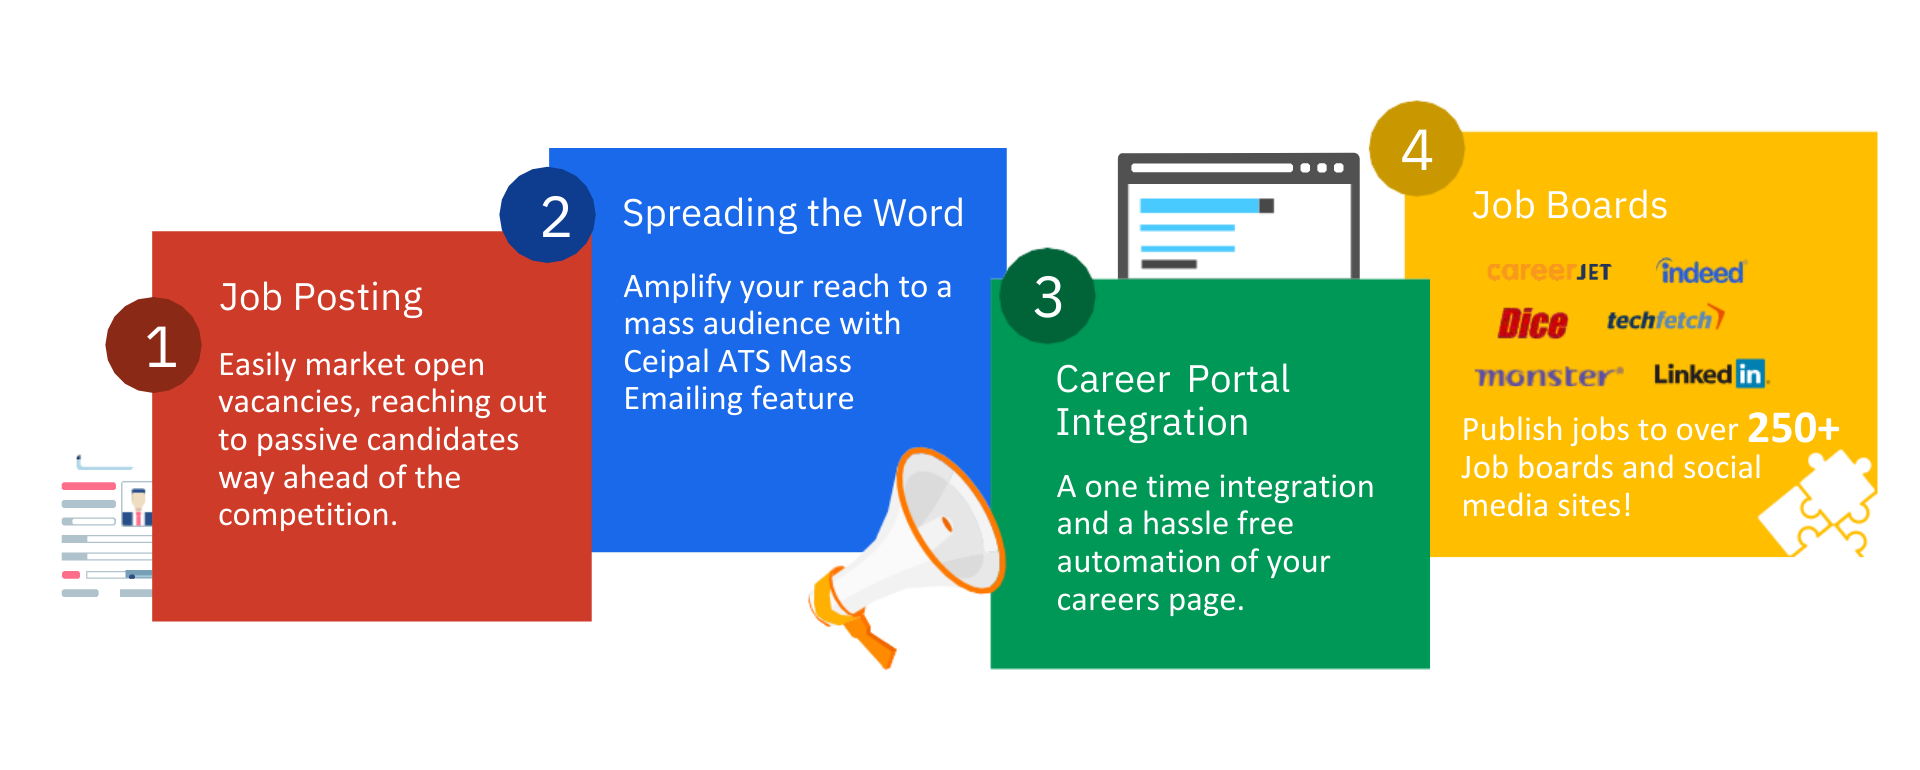 1
Job Posting
Easily market open
vacancies, reaching out
to passive candidates
way ahead of the
competition.
2
Spreading the Word
Amplify your reach to a
mass audience with
Ceipal ATS Mass
Emailing feature
3
Career Portal
Integration
A one time integration
and a hassle free
automation of your
careers page.
4
Job Boards
careerJET indeed
Dice techfetch
monster® Linked in.
Publish jobs to over 250+
Job boards and social
media sites!